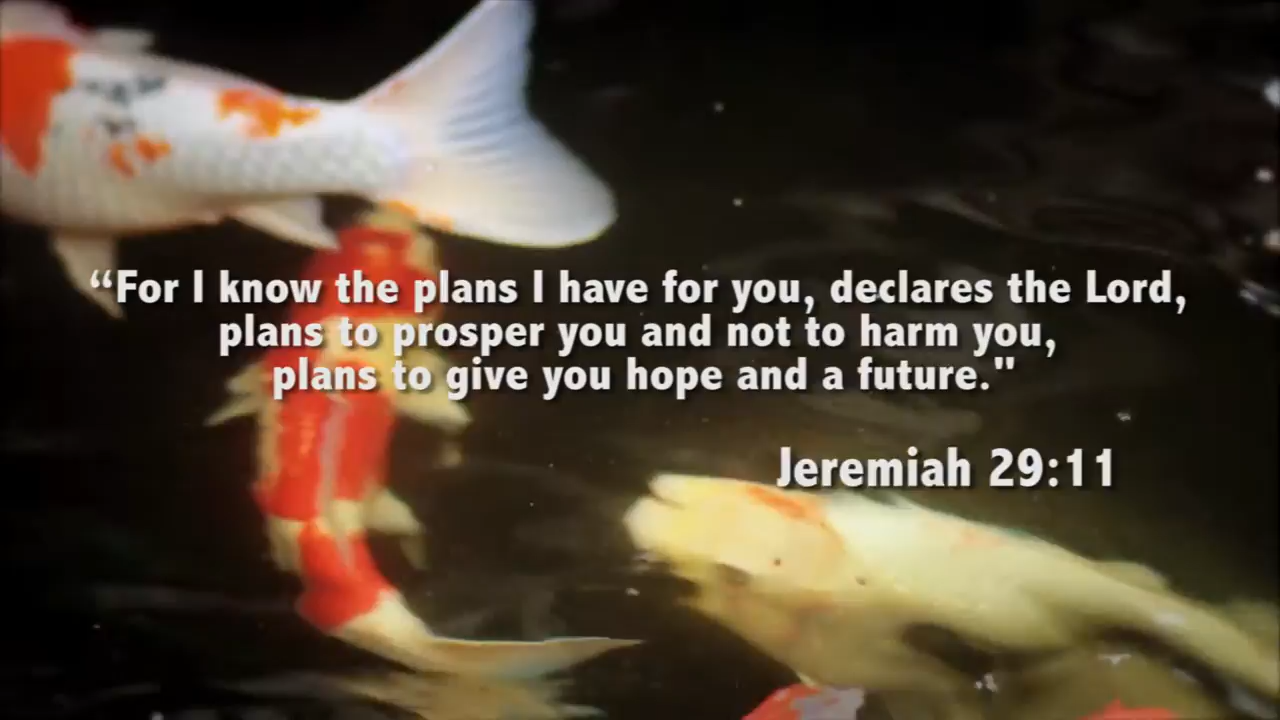 “For I know the plans I have for you, declares the Lord,
plans to prosper you and not to harm you,
plans to give you hope and a future."
Jeremiah 29:11